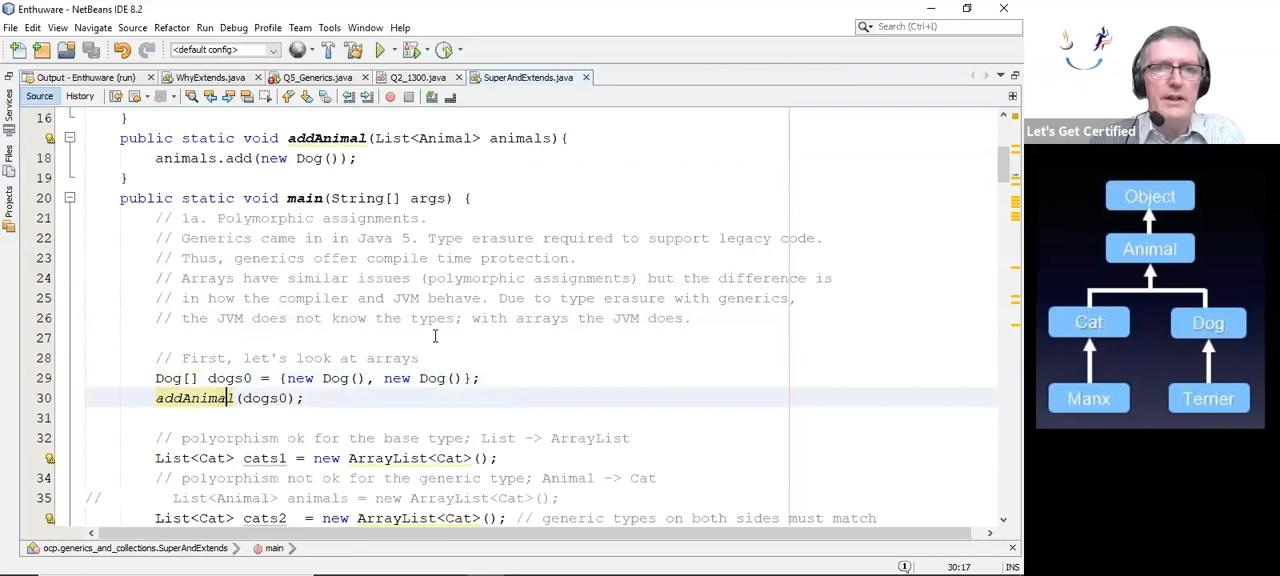 Enthuware - NetBeans IDE 8.2
File Edit View Navigate Source Refactor Run Debug Profile Team Tools Window Help
Search (Ctrl+I)
<default config>
Output - Enthuware (run) WhyExtends.java Q5_Generics.java Q2_1300.java SuperAndExtends.java
Source History
Services
Files
Projects
16 }
public static void addAnimal(List<Animal> animals){
18 animals.add(new Dog());
19 }
20 public static void main(String[] args) {
21 // 1a. Polymorphic assignments.
22 // Generics came in in Java 5. Type erasure required to support legacy code.
23 // Thus, generics offer compile time protection.
24 // Arrays have similar issues (polymorphic assignments) but the difference is
25 // in how the compiler and JVM behave. Due to type erasure with generics,
26 // the JVM does not know the types; with arrays the JVM does.
27
28 // First, let's look at arrays
29 Dog[] dogs0 = {new Dog(), new Dog()};
30 addAnimal(dogs0);
31
32 // polyorphism ok for the base type; List -> ArrayList
List<Cat> cats1 = new ArrayList<Cat>();
34 // polymorphism not ok for the generic type; Animal -> Cat
35 // List<Animal> animals = new ArrayList<Cat>();
List<Cat> cats2 = new ArrayList<Cat>(); // generic types on both sides must match
ocp.generics_and_collections.SuperAndExtends main
1 30:17 INS
Let's Get Certified
Object
Animal
Cat Dog
Manx Terrier